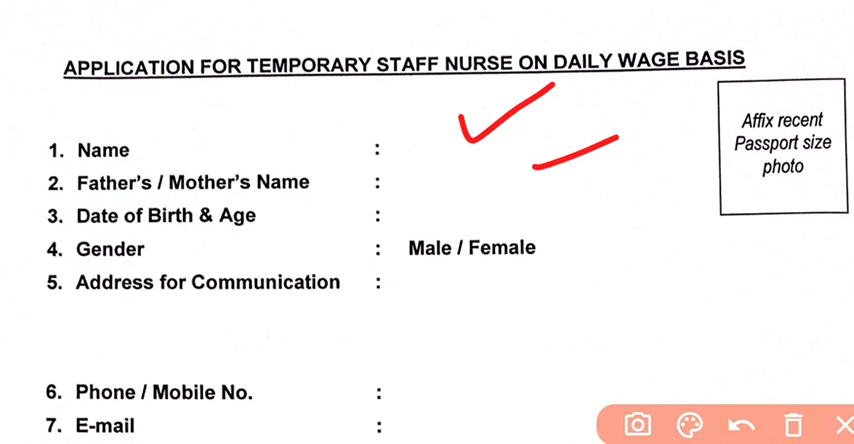 APPLICATION FOR TEMPORARY STAFF NURSE ON DAILY WAGE BASIS
Affix recent
Passport size
photo
1. Name :
2. Father's / Mother's Name :
3. Date of Birth & Age :
4. Gender : Male / Female
5. Address for Communication :
6. Phone / Mobile No. :
7. E-mail :